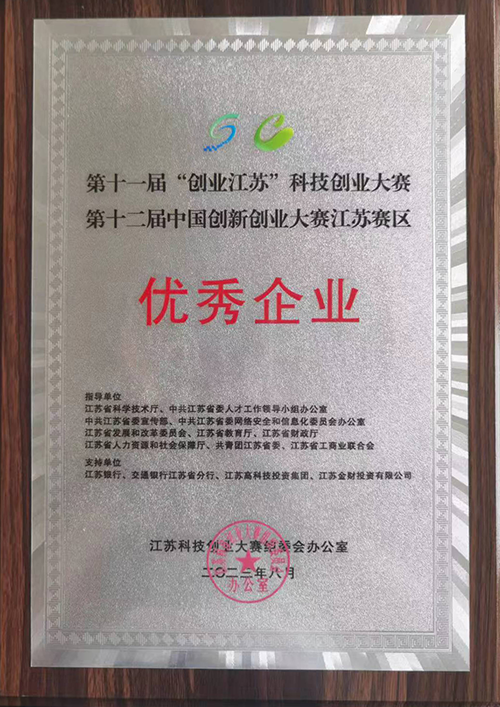 第十一届“创业江苏”科技创业大赛
第十二届中国创新创业大赛江苏赛区
优秀企业
指导单位
江苏省科学技术厅、中共江苏省委人才工作领导小组办公室
中共江苏省委宣传部、中共江苏省委网络安全和信息化委员会办公室
江苏省发展和改革委员会、江苏省教育厅、江苏省财政厅
江苏省人力资源和社会保障厅、共青团江苏省委、江苏省工商业联合会
支持单位
江苏银行、交通银行江苏省分行、江苏高科技投资集团、江苏金财投资有限公司
江苏科技创业大赛组委会办公室
二〇二三年八月
办公室